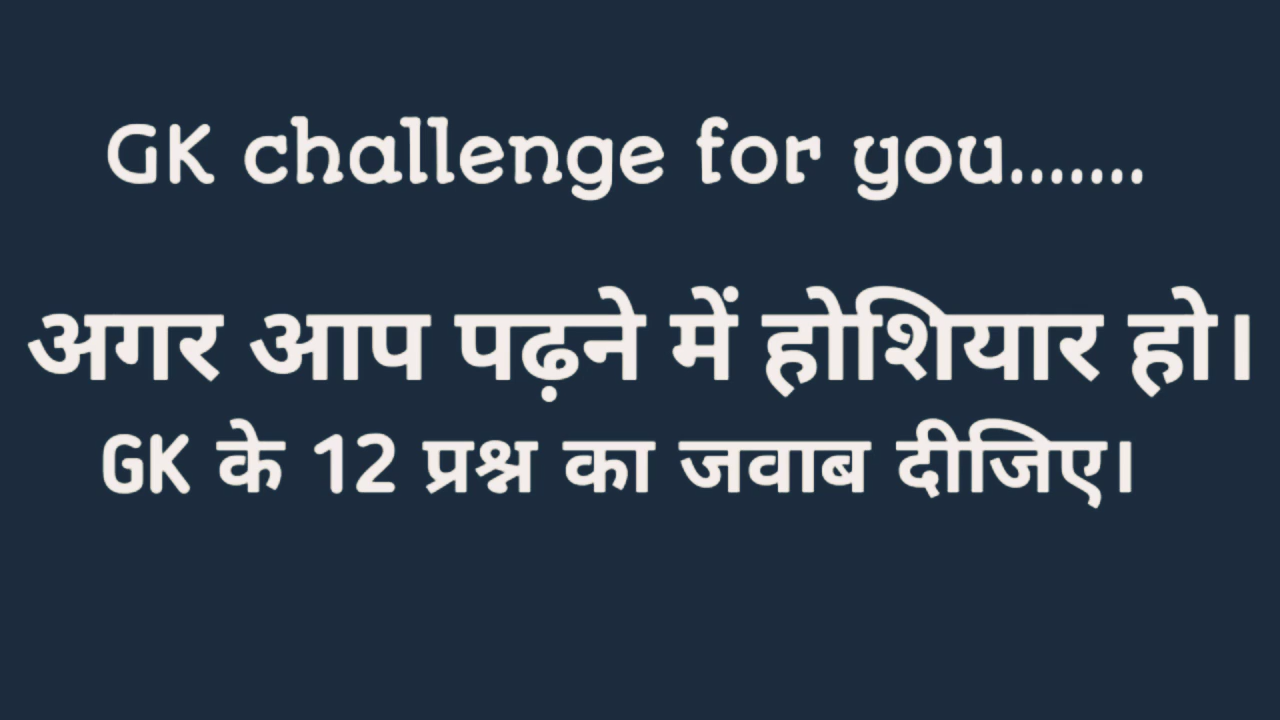 GK challenge for you.......
अगर आप पढ़ने में होशियार हो।
GK के 12 प्रश्न का जवाब दीजिए।